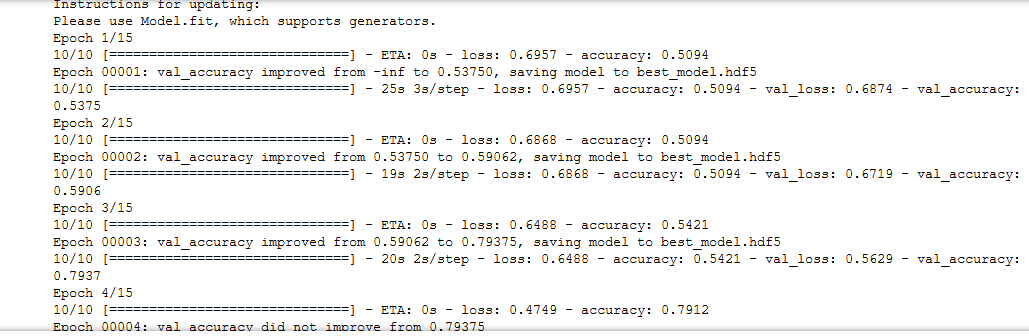 Instructions for updating:
Please use Model.fit, which supports generators.
Epoch 1/15
10/10 [==============================] - ETA: 0s - loss: 0.6957 - accuracy: 0.5094
Epoch 00001: val_accuracy improved from -inf to 0.53750, saving model to best_model.hdf5
10/10 [==============================] - 25s 3s/step - loss: 0.6957 - accuracy: 0.5094 - val_loss: 0.6874 - val_accuracy:
0.5375
Epoch 2/15
10/10 [==============================] - ETA: 0s - loss: 0.6868 - accuracy: 0.5094
Epoch 00002: val_accuracy improved from 0.53750 to 0.59062, saving model to best_model.hdf5
10/10 [==============================] - 19s 2s/step - loss: 0.6868 - accuracy: 0.5094 - val_loss: 0.6719 - val_accuracy:
0.5906
Epoch 3/15
10/10 [==============================] - ETA: 0s - loss: 0.6488 - accuracy: 0.5421
Epoch 00003: val_accuracy improved from 0.59062 to 0.79375, saving model to best_model.hdf5
10/10 [==============================] - 20s 2s/step - loss: 0.6488 - accuracy: 0.5421 - val_loss: 0.5629 - val_accuracy:
0.7937
Epoch 4/15
10/10 [==============================] - ETA: 0s - loss: 0.4749 - accuracy: 0.7912
Epoch 00004: val_accuracy did not improve from 0.79375